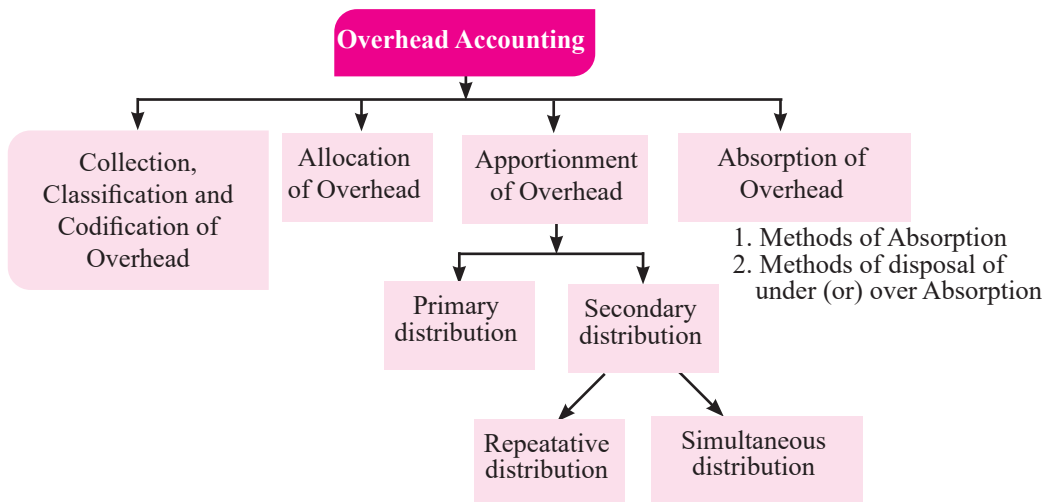 Overhead Accounting
Collection,
Classification and
Codification of
Overhead
Allocation
of Overhead
Apportionment
of Overhead
Absorption of
Overhead
1. Methods of Absorption
2. Methods of disposal of
under (or) over Absorption
Primary
distribution
Secondary
distribution
Repeatative
distribution
Simultaneous
distribution